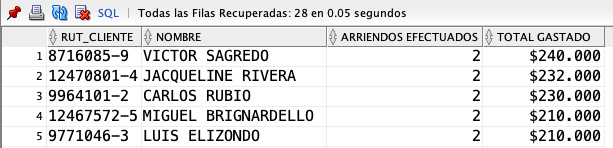 SQL | Todas las Filas Recuperadas: 28 en 0.05 segundos
RUT_CLIENTE NOMBRE ARRIENDOS EFECTUADOS TOTAL GASTADO
1 8716085-9 VICTOR SAGREDO 2 $240.000
2 12470801-4 JACQUELINE RIVERA 2 $232.000
3 9964101-2 CARLOS RUBIO 2 $230.000
4 12467572-5 MIGUEL BRIGNARDELLO 2 $210.000
5 9771046-3 LUIS ELIZONDO 2 $210.000